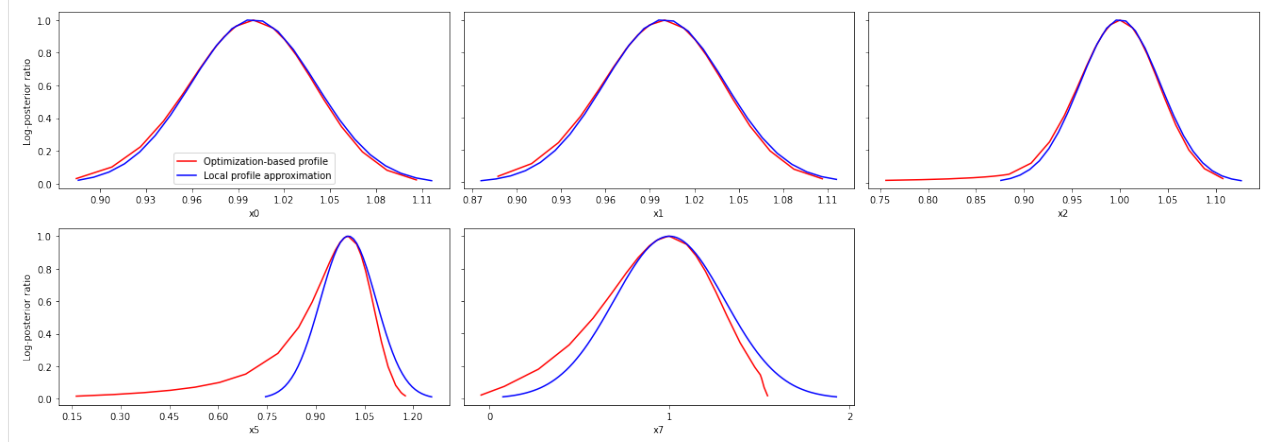 Log-posterior ratio
1.0
0.8
0.6
0.4
0.2
0.0
Optimization-based profile
Local profile approximation
0.90 0.93 0.96 0.99 1.02 1.05 1.08 1.11
x0
0.87 0.90 0.93 0.96 0.99 1.02 1.05 1.08 1.11
x1
0.75 0.80 0.85 0.90 0.95 1.00 1.05 1.10
x2
Log-posterior ratio
1.0
0.8
0.6
0.4
0.2
0.0
0.15 0.30 0.45 0.60 0.75 0.90 1.05 1.20
x5
0 1 2
x7